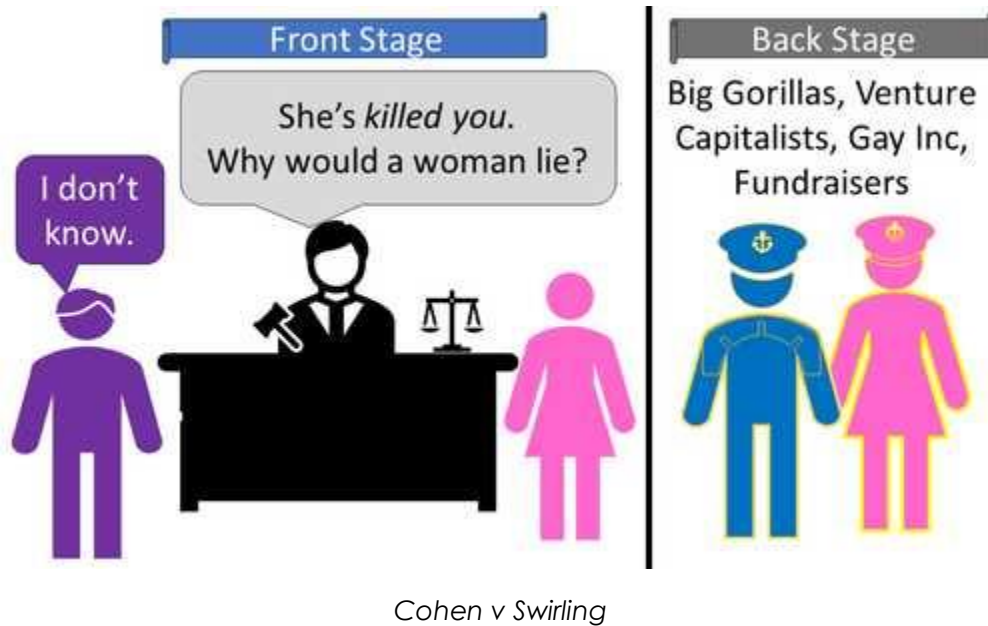 Front Stage
She's killed you.
Why would a woman lie?
I don't
know.
Back Stage
Big Gorillas, Venture
Capitalists, Gay Inc,
Fundraisers
Cohen v Swirling